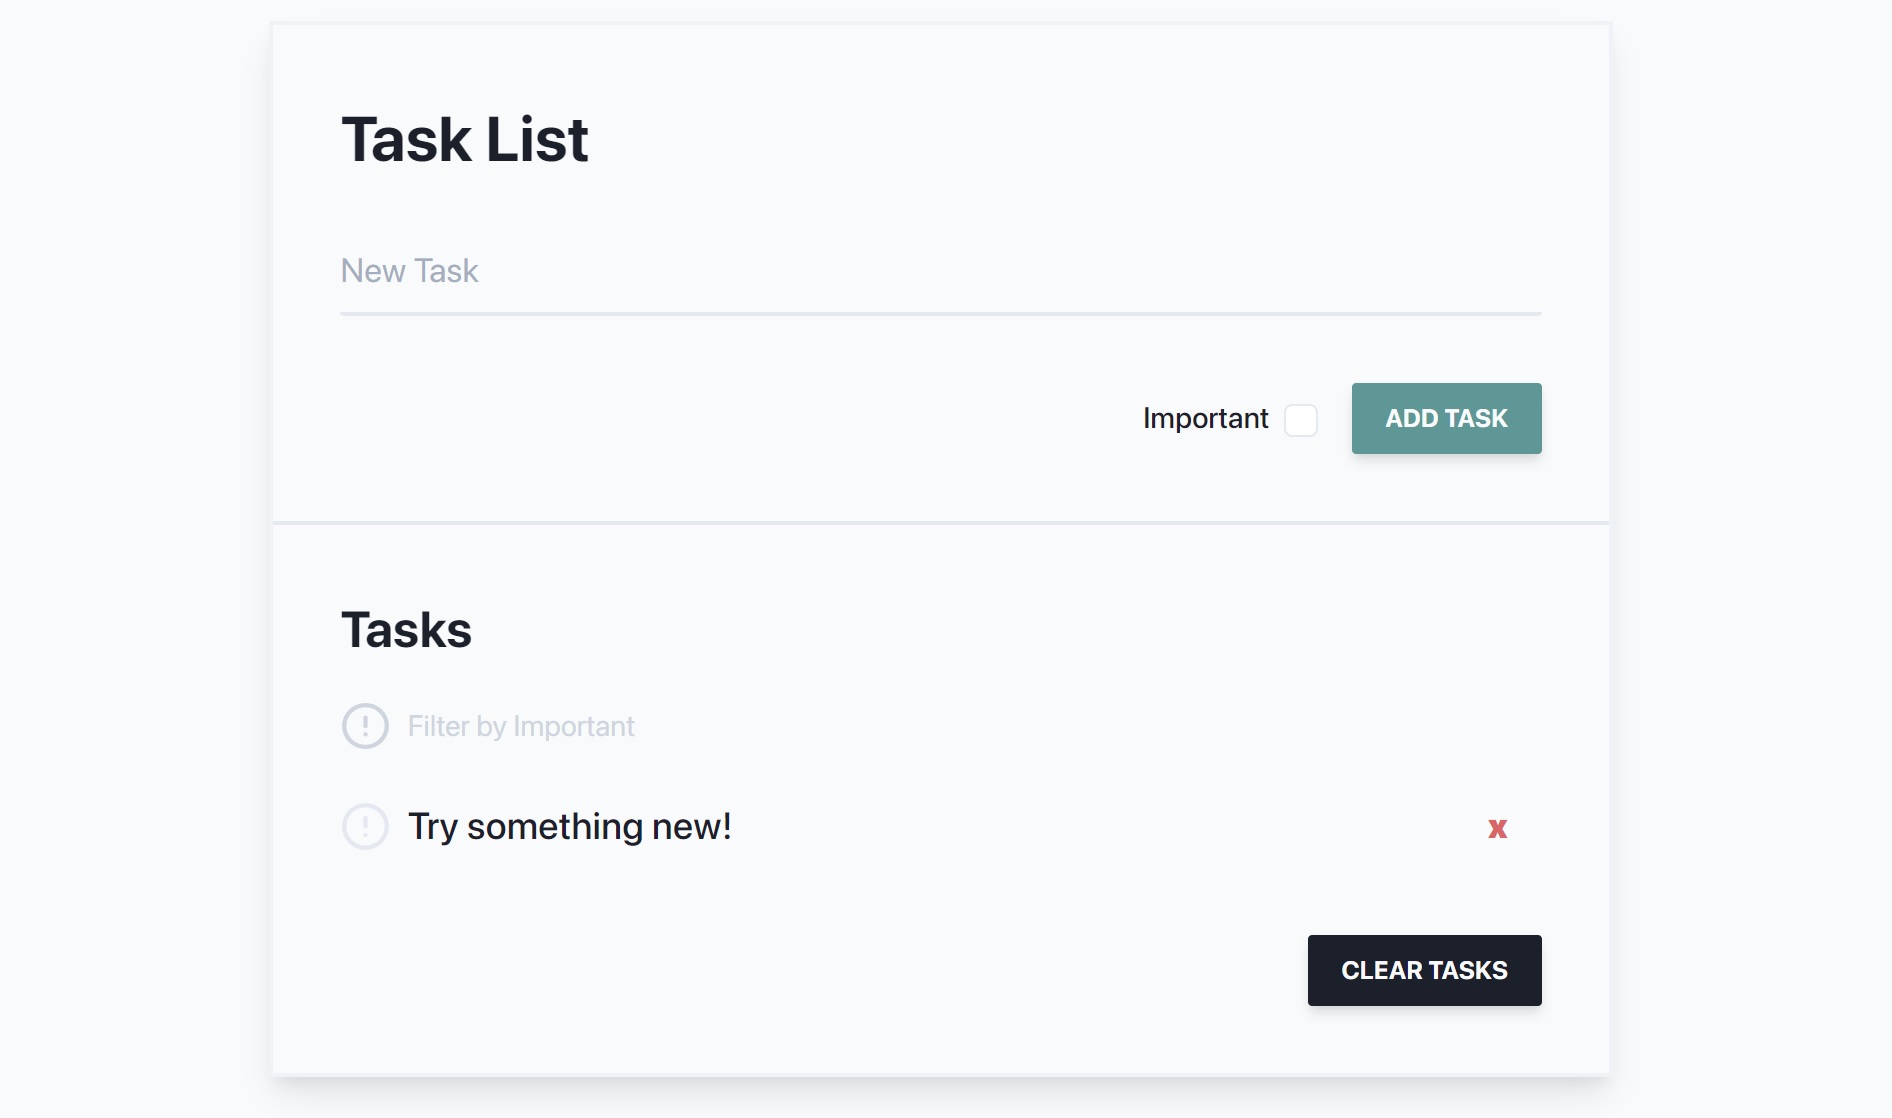 Task List
New Task
Important
ADD TASK
Tasks
Filter by Important
Try something new!
x
CLEAR TASKS